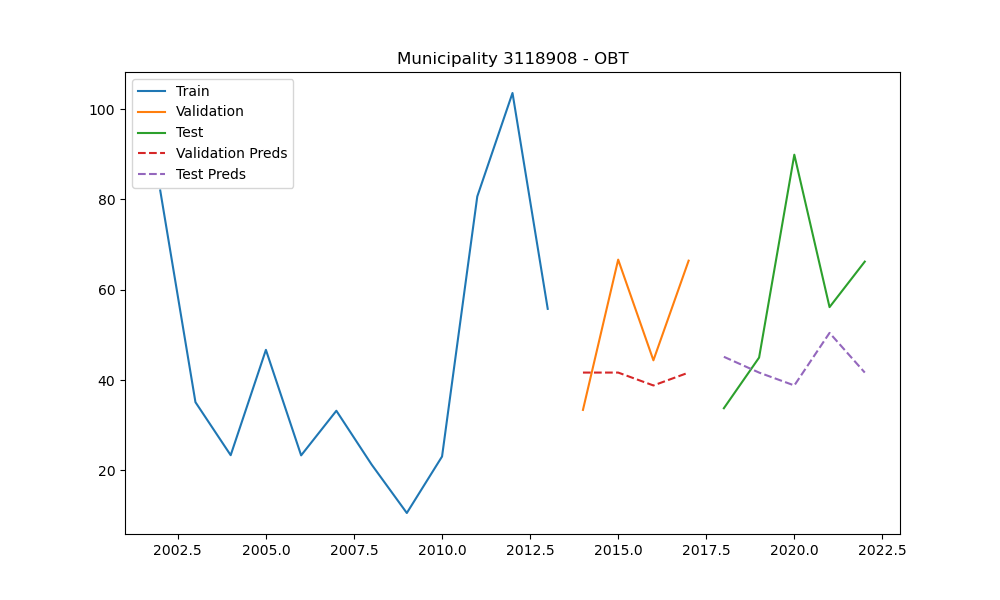 Municipality 3118908 - OBT
Train
Validation
Test
Validation Preds
Test Preds
100
80
60
40
20
2002.5 2005.0 2007.5 2010.0 2012.5 2015.0 2017.5 2020.0 2022.5